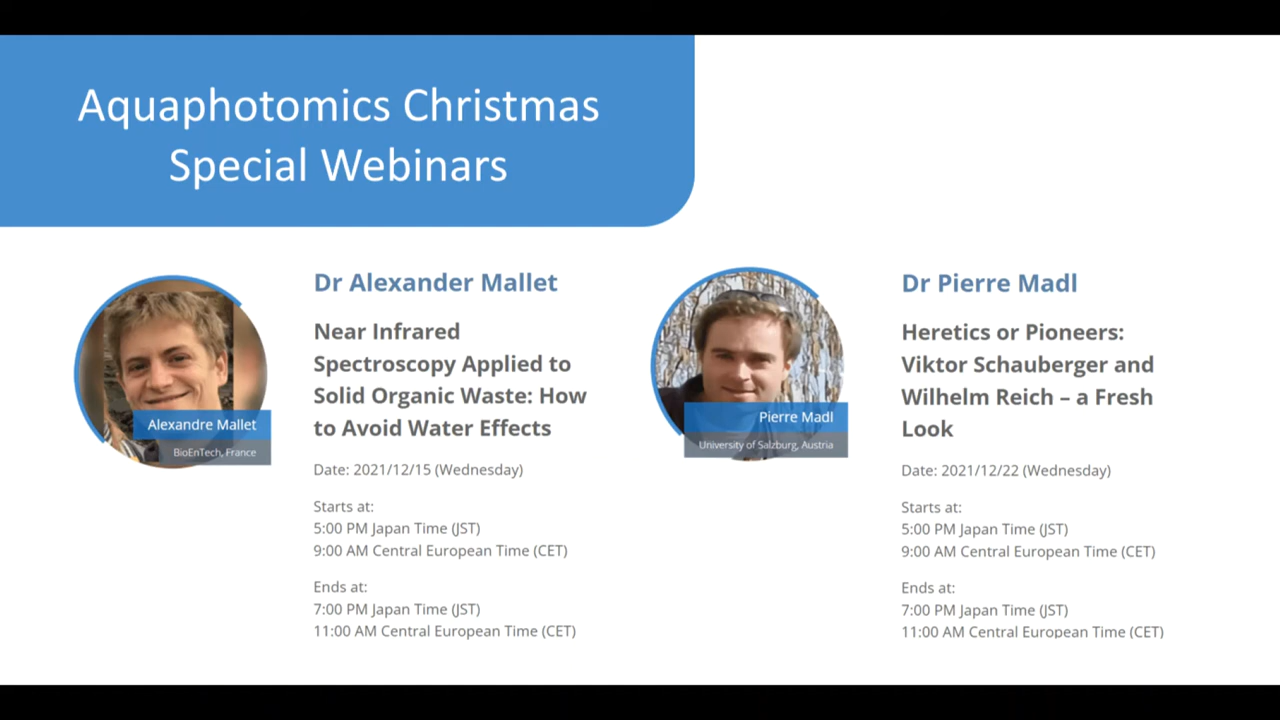 Aquaphotomics Christmas
Special Webinars
Alexandre Mallet
BioEnTech, France
Dr Alexander Mallet
Near Infrared
Spectroscopy Applied to
Solid Organic Waste: How
to Avoid Water Effects
Date: 2021/12/15 (Wednesday)
Starts at:
5:00 PM Japan Time (JST)
9:00 AM Central European Time (CET)
Ends at:
7:00 PM Japan Time (JST)
11:00 AM Central European Time (CET)
Pierre Madl
University of Salzburg, Austria
Dr Pierre Madl
Heretics or Pioneers:
Viktor Schauberger and
Wilhelm Reich – a Fresh
Look
Date: 2021/12/22 (Wednesday)
Starts at:
5:00 PM Japan Time (JST)
9:00 AM Central European Time (CET)
Ends at:
7:00 PM Japan Time (JST)
11:00 AM Central European Time (CET)